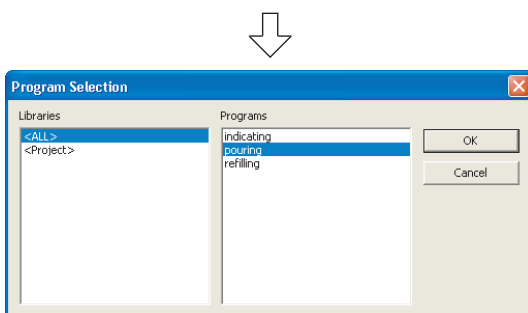 Program Selection
Libraries
Programs
<ALL>
<Project>
indicating
pouring
refilling
OK
Cancel